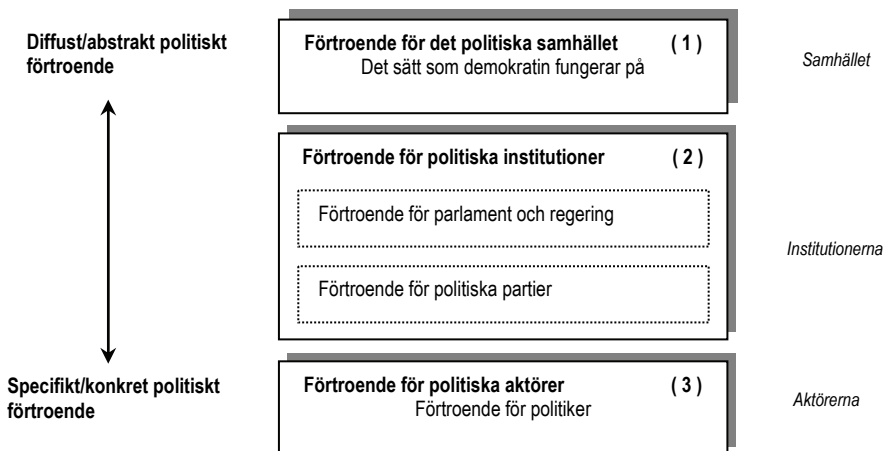 Diffust/abstrakt politiskt
förtroende
Förtroende för det politiska samhället ( 1 )
Det sätt som demokratin fungerar på
Samhället
Förtroende för politiska institutioner ( 2 )
Förtroende för parlament och regering
Förtroende för politiska partier
Institutionerna
Specifikt/konkret politiskt
förtroende
Förtroende för politiska aktörer ( 3 )
Förtroende för politiker
Aktörerna